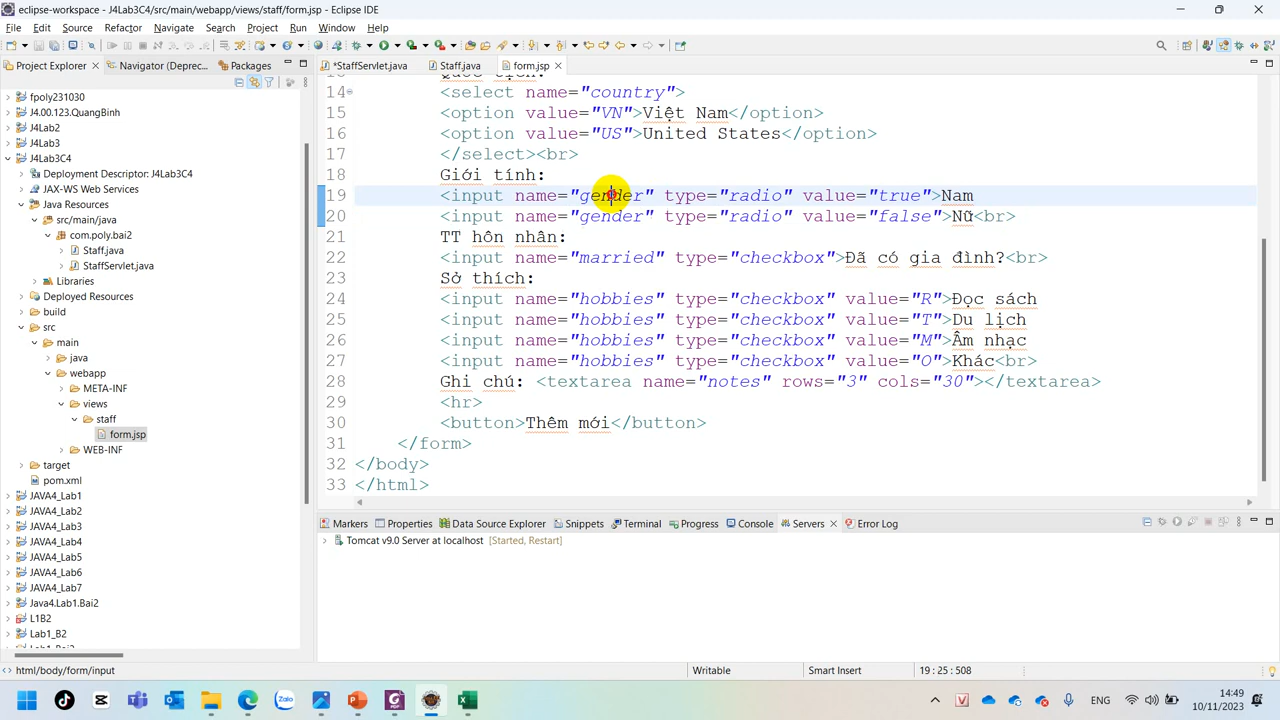 eclipse-workspace - J4Lab3C4/src/main/webapp/views/staff/form.jsp - Eclipse IDE
File Edit Source Refactor Navigate Search Project Run Window Help
Project Explorer Navigator (Deprec... Packages
*StaffServlet.java Staff.java form.jsp
fpoly231030
J4.00.123.QuangBinh
J4Lab2
J4Lab3
J4Lab3C4
Deployment Descriptor: J4Lab3C4
JAX-WS Web Services
Java Resources
src/main/java
com.poly.bai2
Staff.java
StaffServlet.java
Libraries
Deployed Resources
build
src
main
java
webapp
META-INF
views
staff
form.jsp
WEB-INF
target
pom.xml
JAVA4_Lab1
JAVA4_Lab2
JAVA4_Lab3
JAVA4_Lab4
JAVA4_Lab5
JAVA4_Lab6
JAVA4_Lab7
Java4.Lab1.Bai2
L1B2
Lab1_B2
14 <select name="country">
15 <option value="VN">Việt Nam</option>
16 <option value="US">United States</option>
17 </select><br>
18 Giới tính:
19 <input name="gender" type="radio" value="true">Nam
20 <input name="gender" type="radio" value="false">Nữ<br>
21 TT hôn nhân:
22 <input name="married" type="checkbox">Đã có gia đình?<br>
23 Sở thích:
24 <input name="hobbies" type="checkbox" value="R">Đọc sách
25 <input name="hobbies" type="checkbox" value="T">Du lịch
26 <input name="hobbies" type="checkbox" value="M">Âm nhạc
27 <input name="hobbies" type="checkbox" value="O">Khác<br>
28 Ghi chú: <textarea name="notes" rows="3" cols="30"></textarea>
29 <hr>
30 <button>Thêm mới</button>
31 </form>
32 </body>
33 </html>
Markers Properties Data Source Explorer Snippets Terminal Progress Console Servers Error Log
Tomcat v9.0 Server at localhost [Started, Restart]
html/body/form/input Writable Smart Insert 19 : 25 : 508
ENG 14:49
10/11/2023